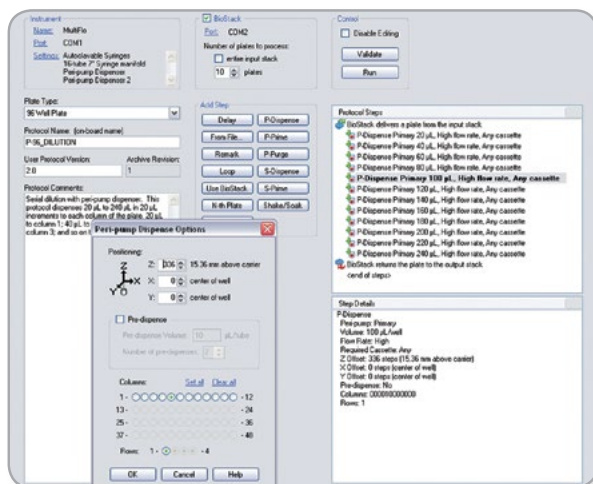 Instrument
Name: MultiFlo
Port: COM1
Settings: Autoclavable Syringes
16-tube 7" Syringe manifold
Peri-pump Dispenser
Peri-pump Dispenser 2
BioStack
Port: COM2
Number of plates to process:
entire input stack
10 plates
Control
Disable Editing
Validate
Run
Plate Type:
96 Well Plate
Protocol Name: (on-board name)
IP-96_DILUTION
User Protocol Version:
2.0
Archive Revision:
1
Protocol Comments:
Serial dilution with peri-pump dispenser. This
protocol dispenses 20 µL to 240 µL in 20 µL
increments to each column of the plate. 20 µL
to column 1; 40 µL to
column 3; and so on
Add Step
Delay
P-Dispense
From File...
P-Prime
Remark
P-Purge
Loop
S-Dispense
Use BioStack
S-Prime
N-th Plate
Shake/Soak
Protocol Steps
BioStack delivers a plate from the input stack.
P-Dispense Primary 20 µL, High flow rate, Any cassette
P-Dispense Primary 40 µL, High flow rate, Any cassette
P-Dispense Primary 60 µL, High flow rate, Any cassette
P-Dispense Primary 80 µL, High flow rate, Any cassette
P-Dispense Primary 100 µL, High flow rate, Any cassette
P-Dispense Primary 120 µL, High flow rate, Any cassette
P-Dispense Primary 140 µL, High flow rate, Any cassette
P-Dispense Primary 160 µL, High flow rate, Any cassette
P-Dispense Primary 180 µL, High flow rate, Any cassette
P-Dispense Primary 200 µL, High flow rate, Any cassette
P-Dispense Primary 220 µL, High flow rate, Any cassette
P-Dispense Primary 240 µL, High flow rate, Any cassette
BioStack returns the plate to the output stack.
<end of steps>
Peri-pump Dispense Options
Positioning:
Z
X
Y
Z: 336 15.36 mm above carrier
X: 0 center of well
Y: 0 center of well
Pre-dispense
Pre-dispense Volume: 10 µL/tube
Number of pre-dispenses: 2
Columns: Set all Clear all
1 - - 12
13 - - 24
25 - - 36
37 - - 48
Rows: 1 - - 4
OK
Cancel
Help
Step Details
P-Dispense
Peri-pump: Primary
Volume: 100 µL/well
Flow Rate: High
Required Cassette: Any
Z Offset: 336 steps (15.36 mm above carrier)
X Offset: 0 steps (center of well)
Y Offset: 0 steps (center of well)
Pre-dispense: No
Columns: 000010000000
Rows: 1